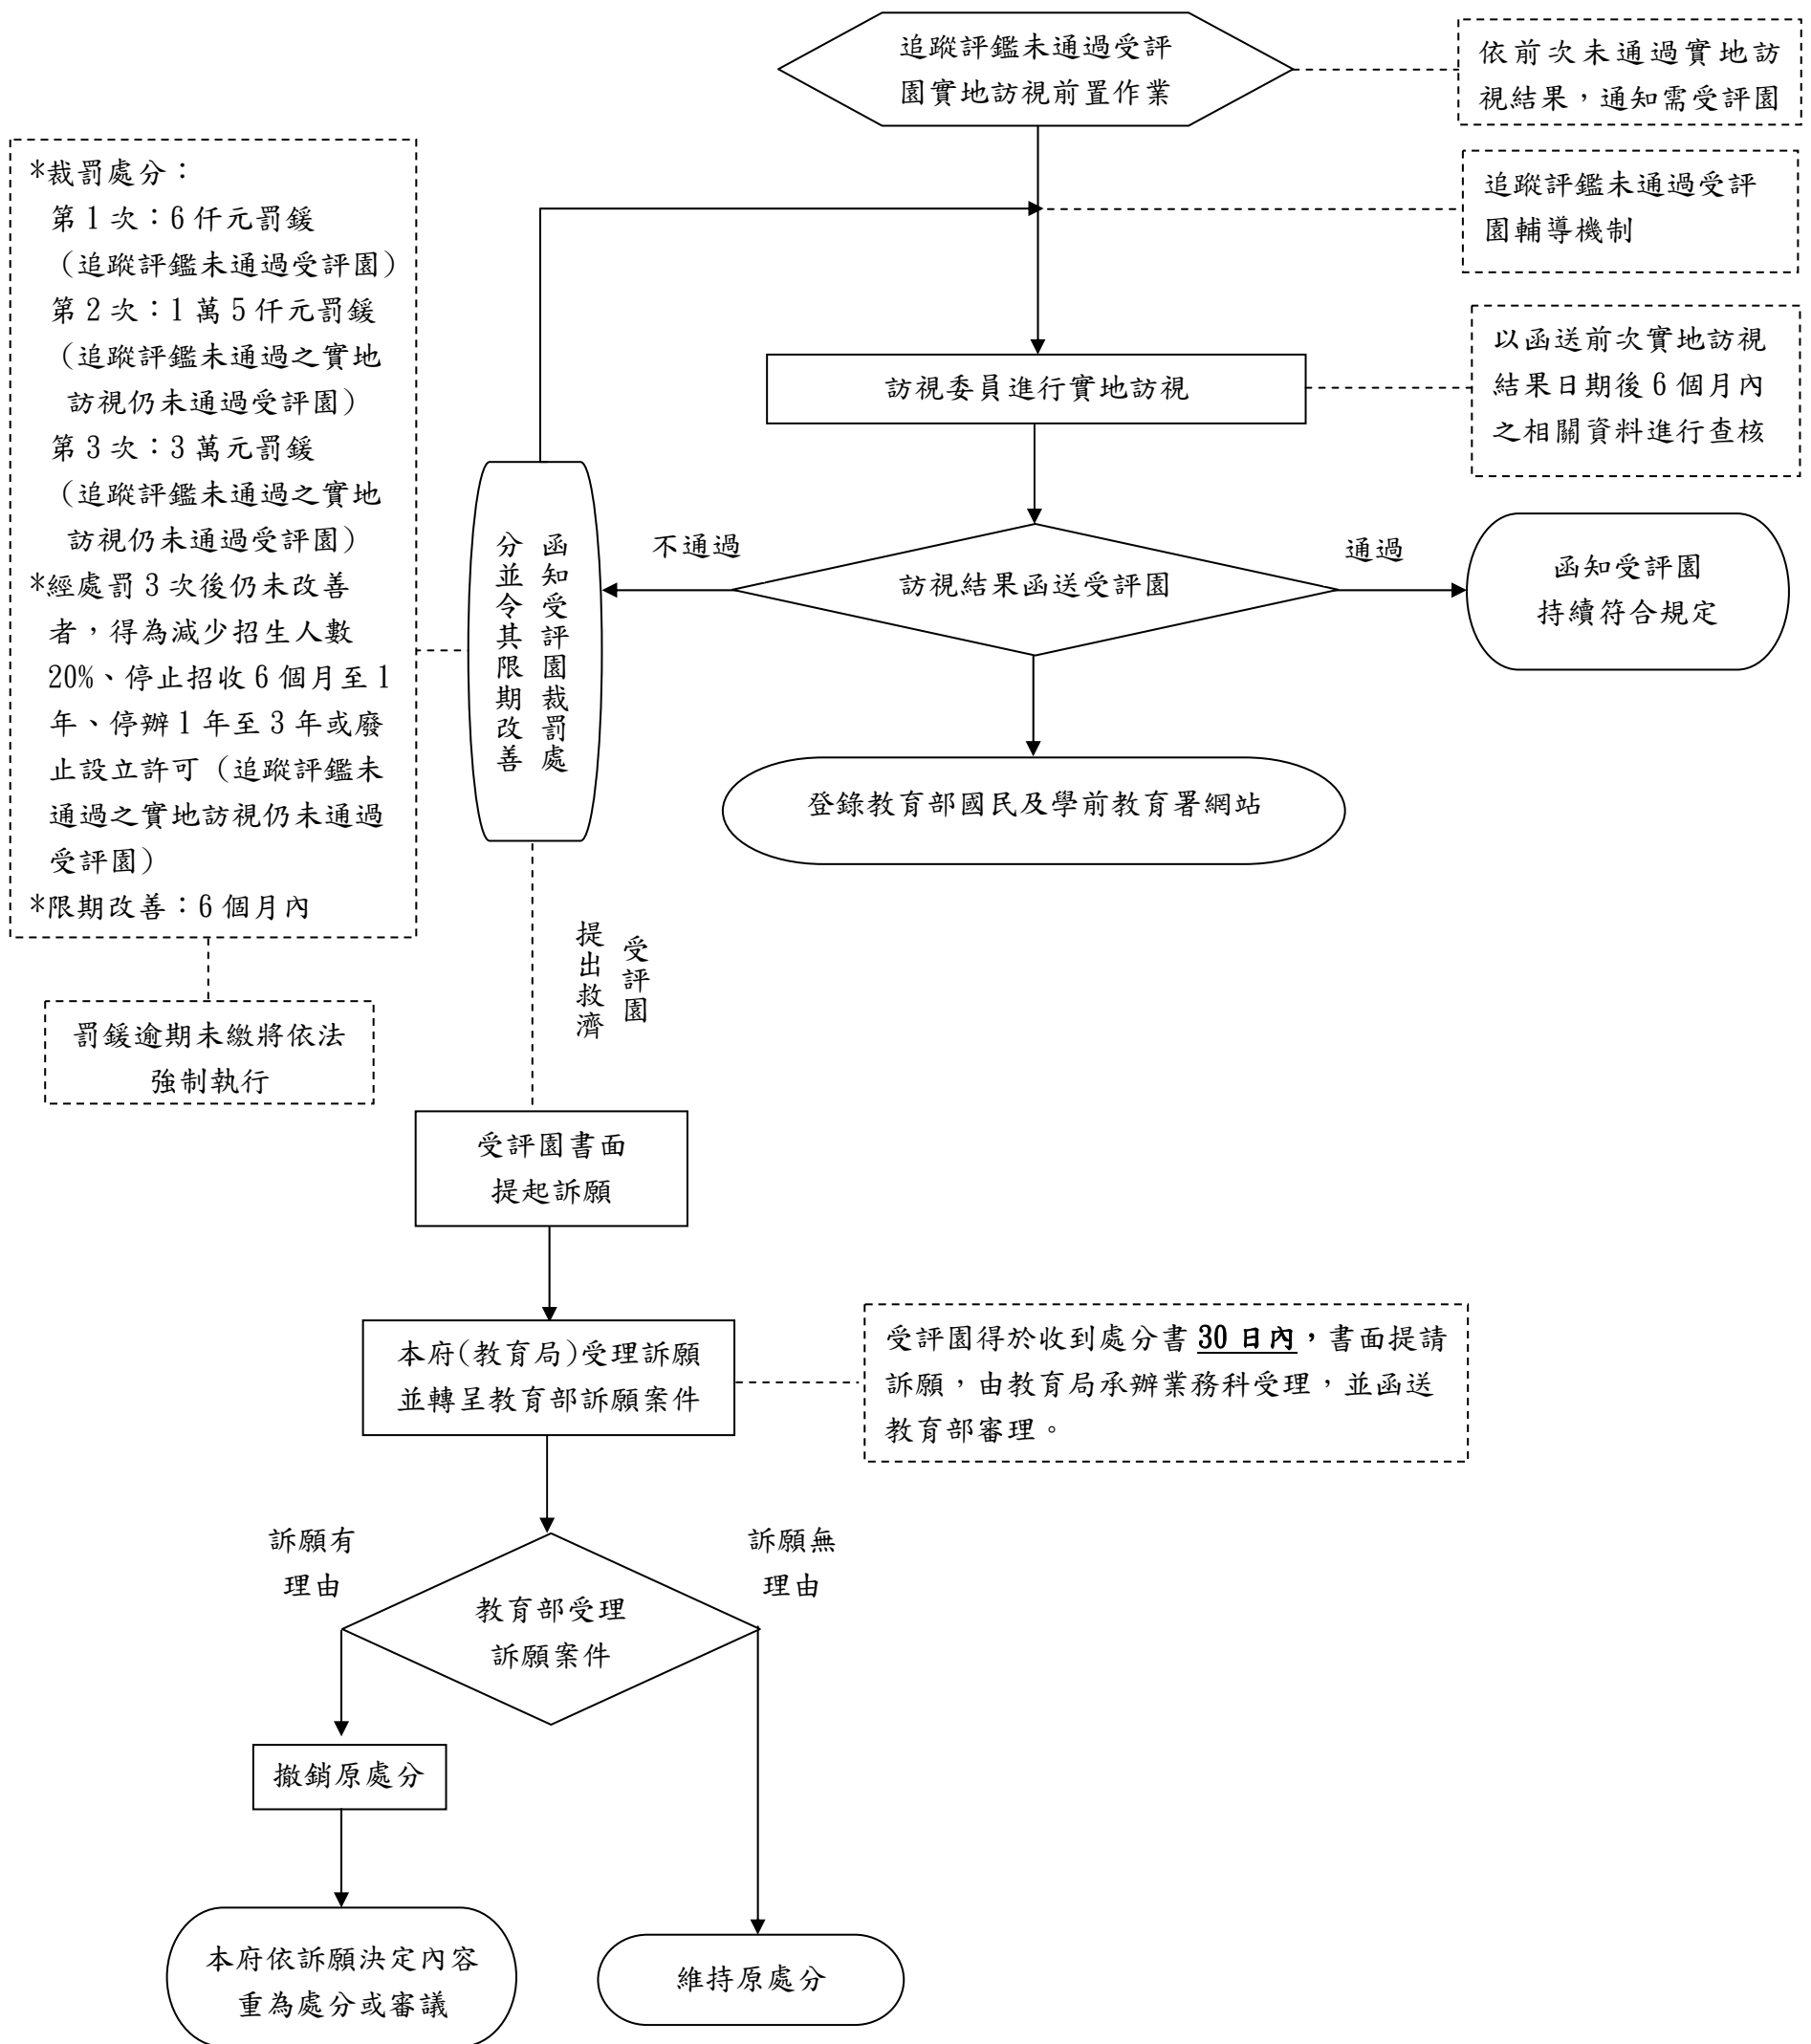 追蹤評鑑未通過受評
園實地訪視前置作業
依前次未通過實地訪
視結果，通知需受評園
追蹤評鑑未通過受評
園輔導機制
*裁罰處分：
第1次：6仟元罰鍰
（追蹤評鑑未通過受評園）
第2次：1萬5仟元罰鍰
（追蹤評鑑未通過之實地
訪視仍未通過受評園）
第3次：3萬元罰鍰
（追蹤評鑑未通過之實地
訪視仍未通過受評園）
*經處罰3次後仍未改善
者，得為減少招生人數
20%、停止招收6個月至1
年、停辦1年至3年或廢
止設立許可（追蹤評鑑未
通過之實地訪視仍未通過
受評園）
*限期改善：6個月內
罰鍰逾期未繳將依法
強制執行
訪視委員進行實地訪視
以函送前次實地訪視
結果日期後6個月內
之相關資料進行查核
訪視結果函送受評園
不通過
通過
函知受評園
持續符合規定
函知受評園裁罰處
分並令其限期改善
登錄教育部國民及學前教育署網站
受評園
提出救濟
受評園書面
提起訴願
本府(教育局)受理訴願
並轉呈教育部訴願案件
受評園得於收到處分書30日內，書面提請
訴願，由教育局承辦業務科受理，並函送
教育部審理。
訴願有
理由
訴願無
理由
教育部受理
訴願案件
撤銷原處分
本府依訴願決定內容
重為處分或審議
維持原處分